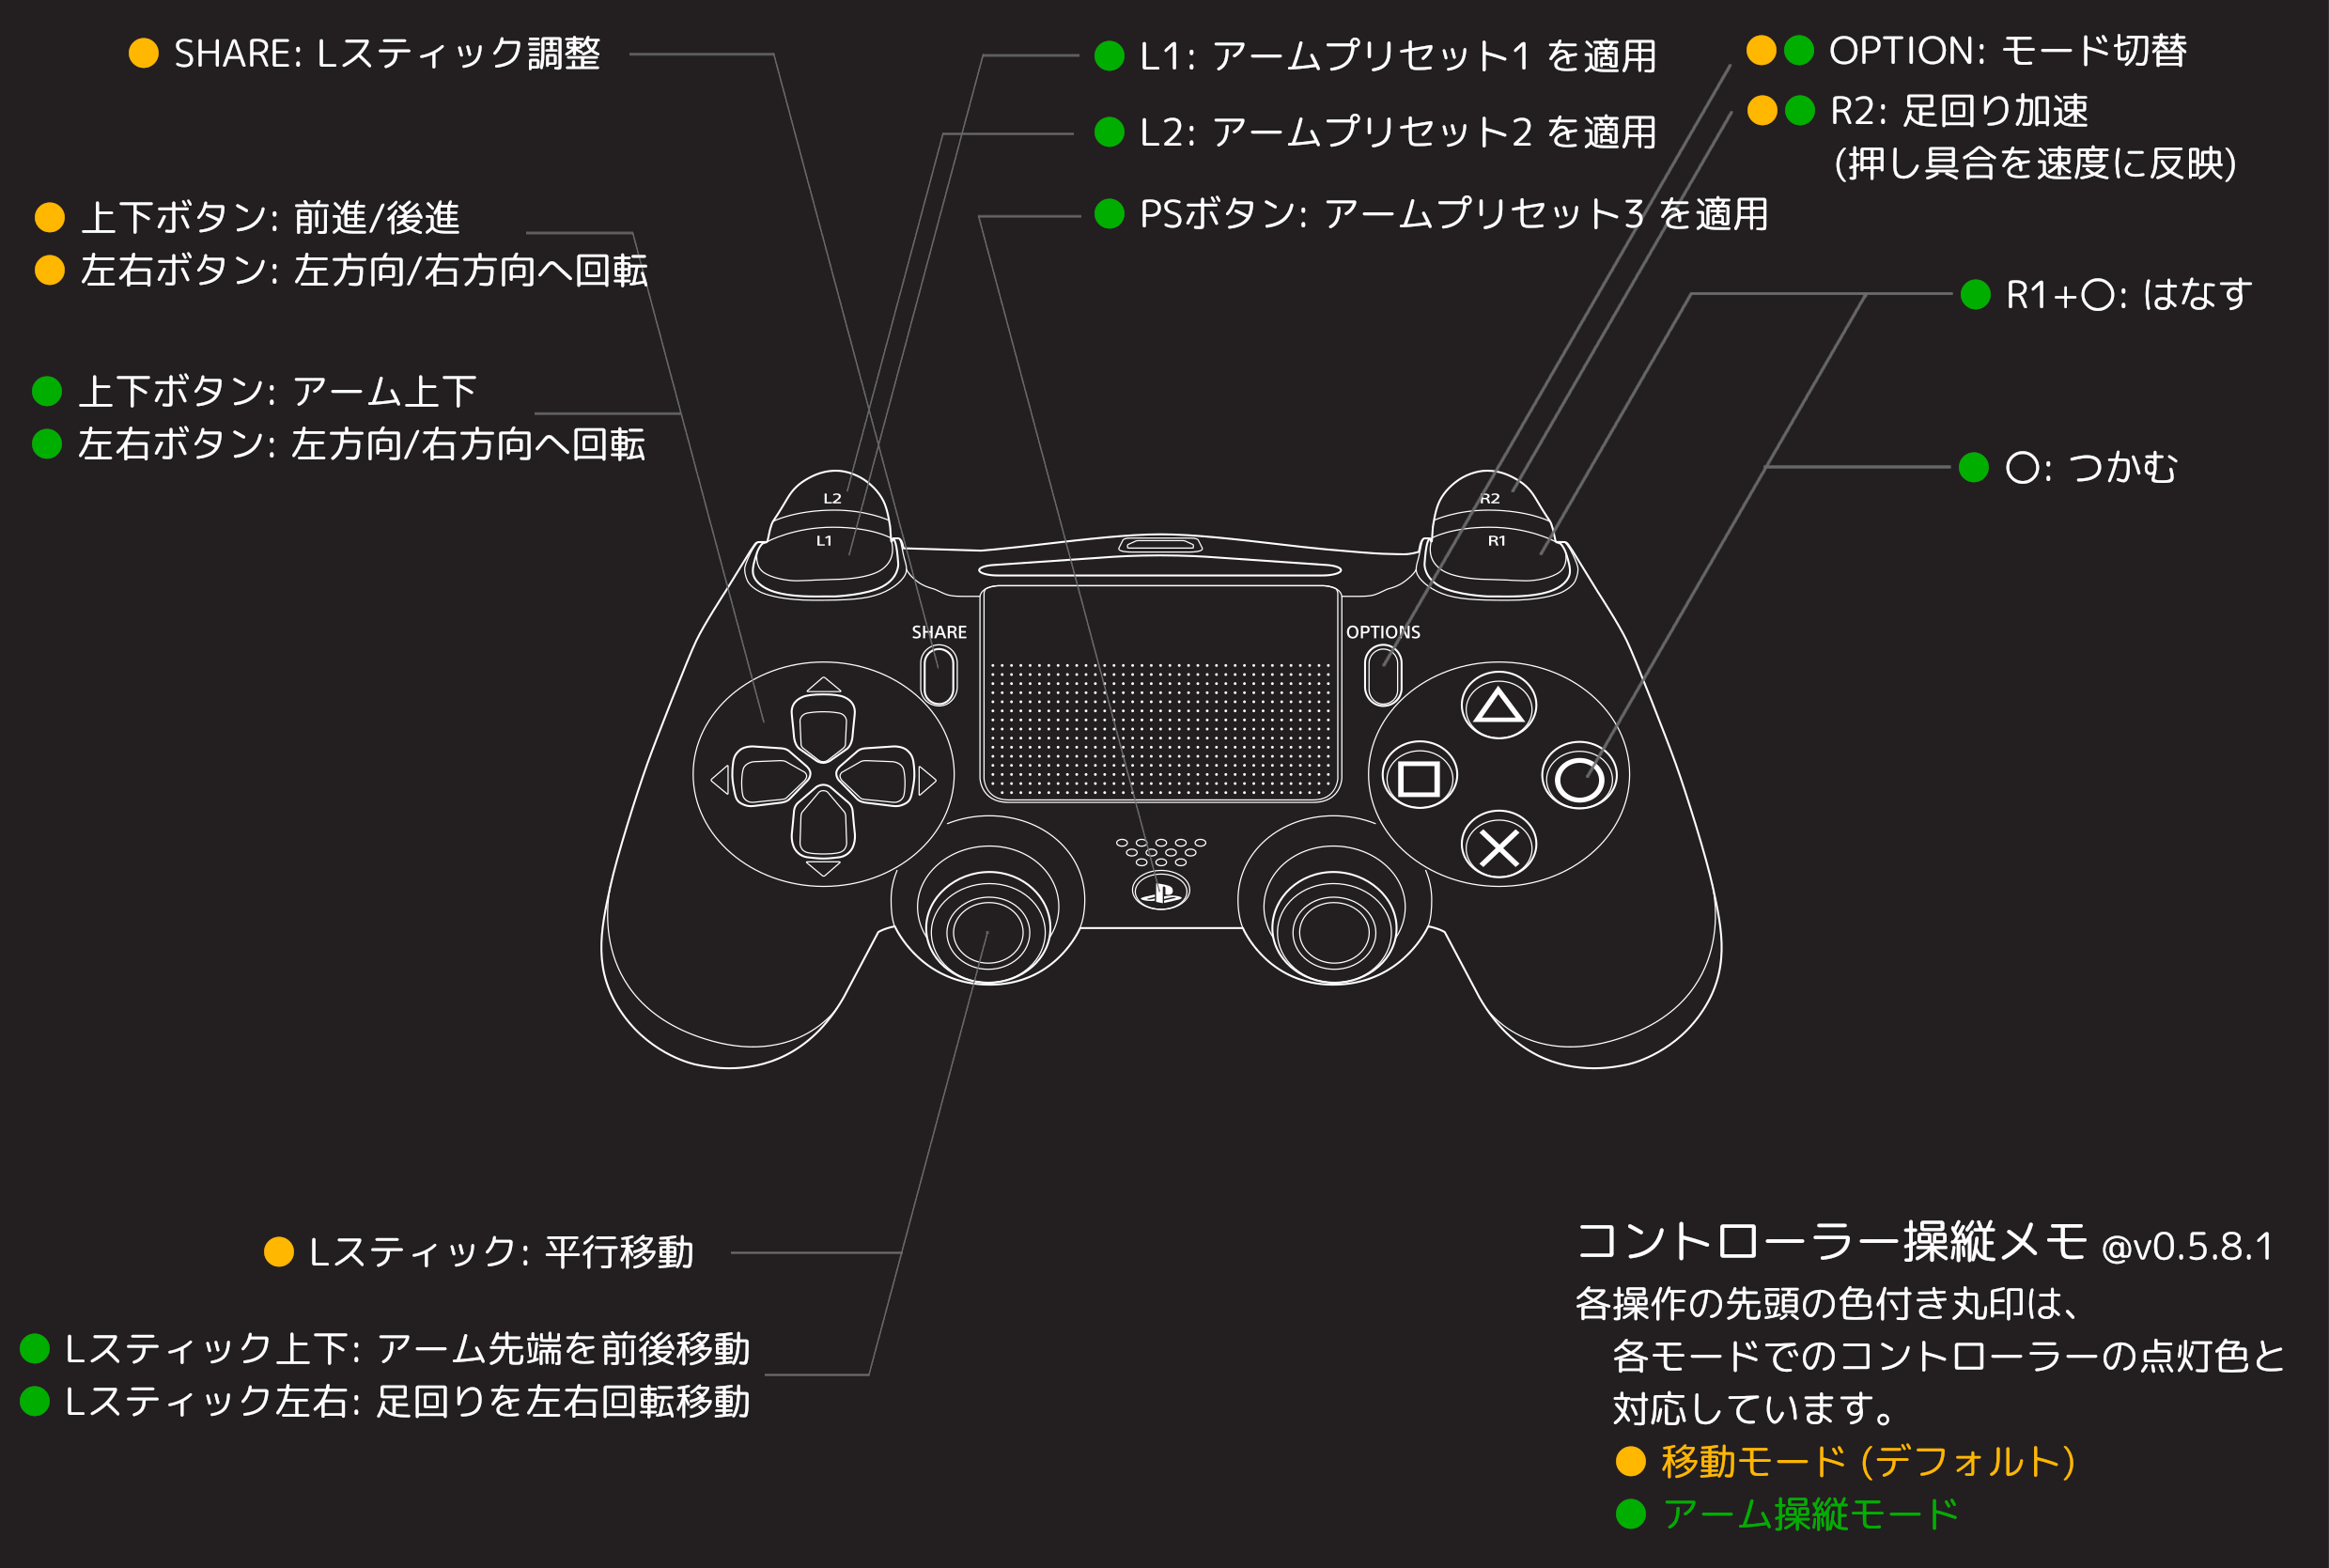 SHARE: Lスティック調整
L1: アームプリセット1 を適用
L2: アームプリセット2 を適用
PSボタン: アームプリセット3 を適用
OPTION: モード切替
R2: 足回り加速
(押し具合を速度に反映)
上下ボタン: 前進/後進
左右ボタン: 左方向/右方向へ回転
R1+〇: はなす
上下ボタン: アーム上下
左右ボタン: 左方向/右方向へ回転
〇: つかむ
L2
L1
R2
R1
SHARE
OPTIONS
Lスティック: 平行移動
Lスティック上下: アーム先端を前後移動
Lスティック左右: 足回りを左右回転移動
コントローラー操縦メモ @v0.5.8.1
各操作の先頭の色付き丸印は、
各モードでのコントローラーの点灯色と
対応しています。
移動モード (デフォルト)
アーム操縦モード